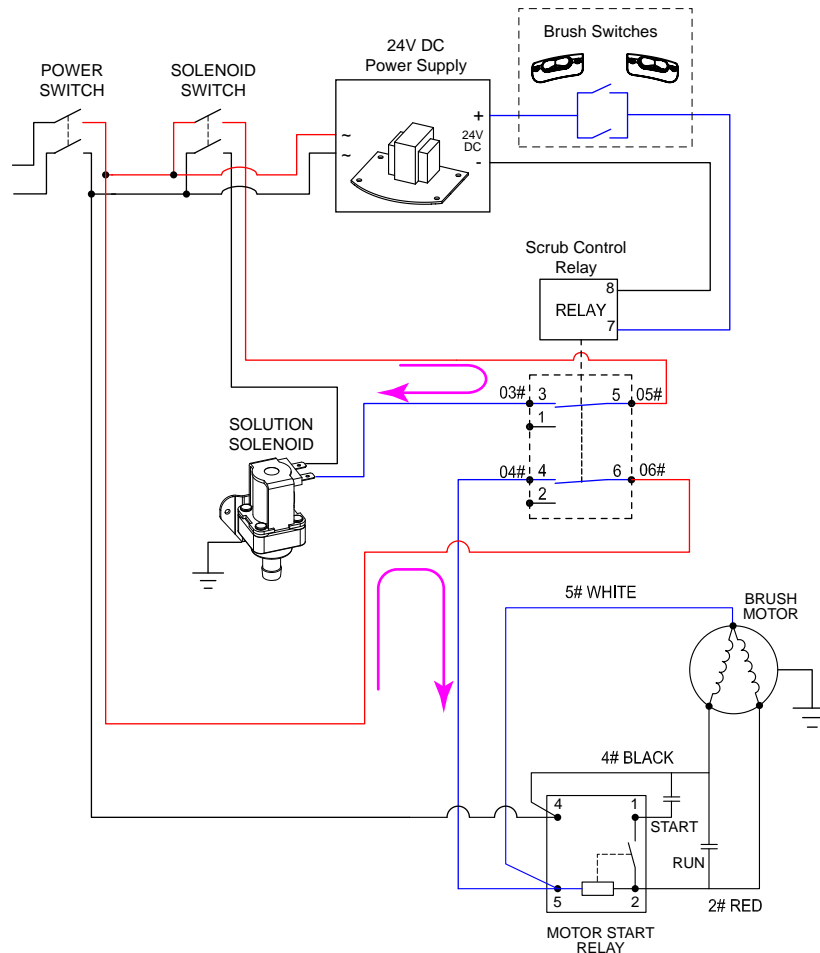 24V DC
Power Supply
Brush Switches
POWER
SWITCH
SOLENOID
SWITCH
~
~
+
24V
DC
-
Scrub Control
Relay
RELAY
8
7
03#
3
5
05#
1
SOLUTION
SOLENOID
04#
4
6
06#
2
5# WHITE
BRUSH
MOTOR
4# BLACK
4
1
START
RUN
5
2
2# RED
MOTOR START
RELAY